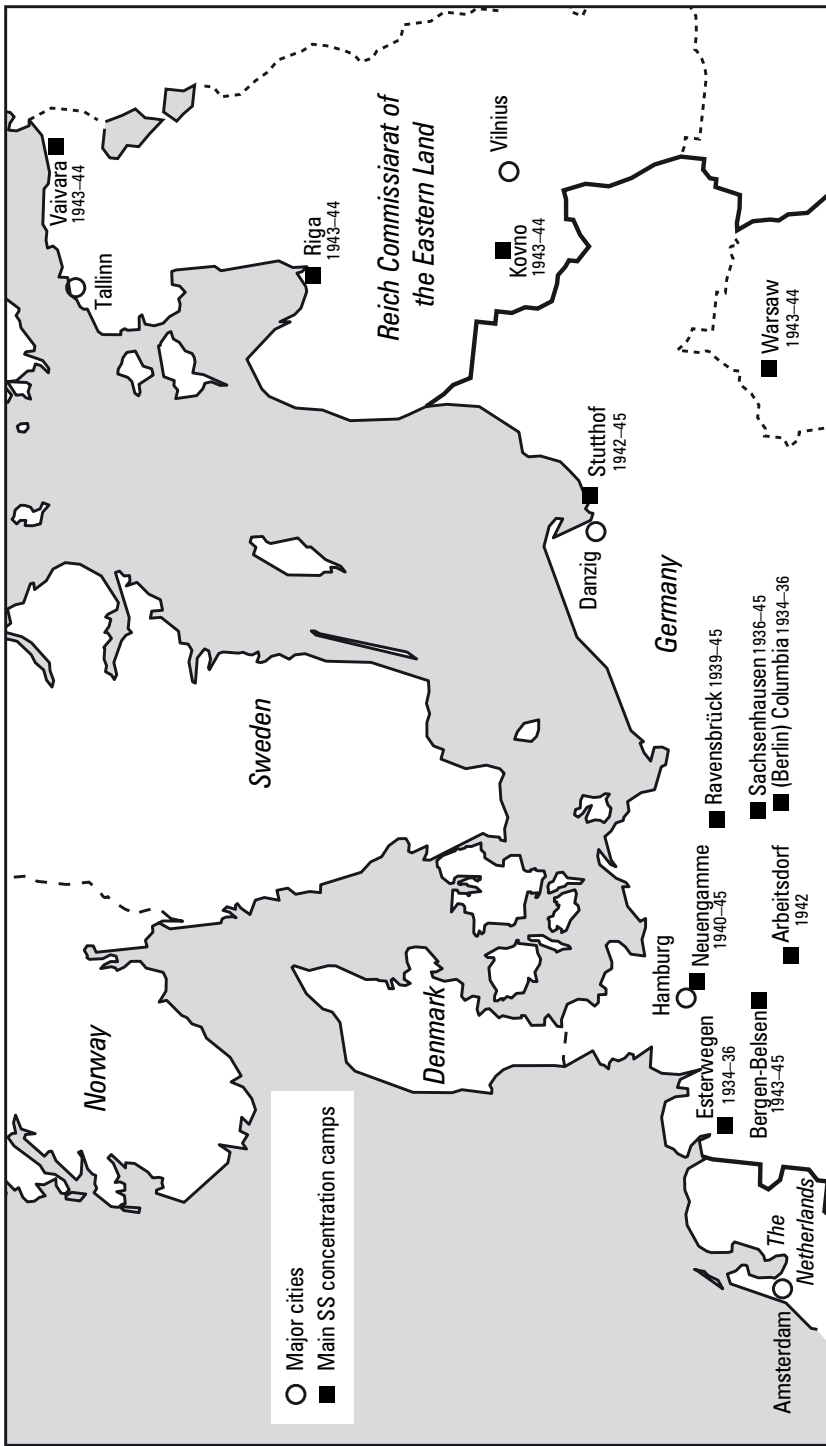 Norway
Sweden
Tallinn
Vaivara
1943–44
Riga
1943–44
Reich Commissiarat of
the Eastern Land
Vilnius
Kovno
1943–44
Denmark
○ Major cities
■ Main SS concentration camps
Stutthof
1942–45
Danzig
Germany
Warsaw
1943–44
Hamburg
Neuengamme
1940–45
Ravensbrück 1939–45
Esterwegen
1934–36
Sachsenhausen 1936–45
(Berlin) Columbia 1934–36
Bergen-Belsen
1943–45
Arbeitsdorf
1942
The
Netherlands
Amsterdam